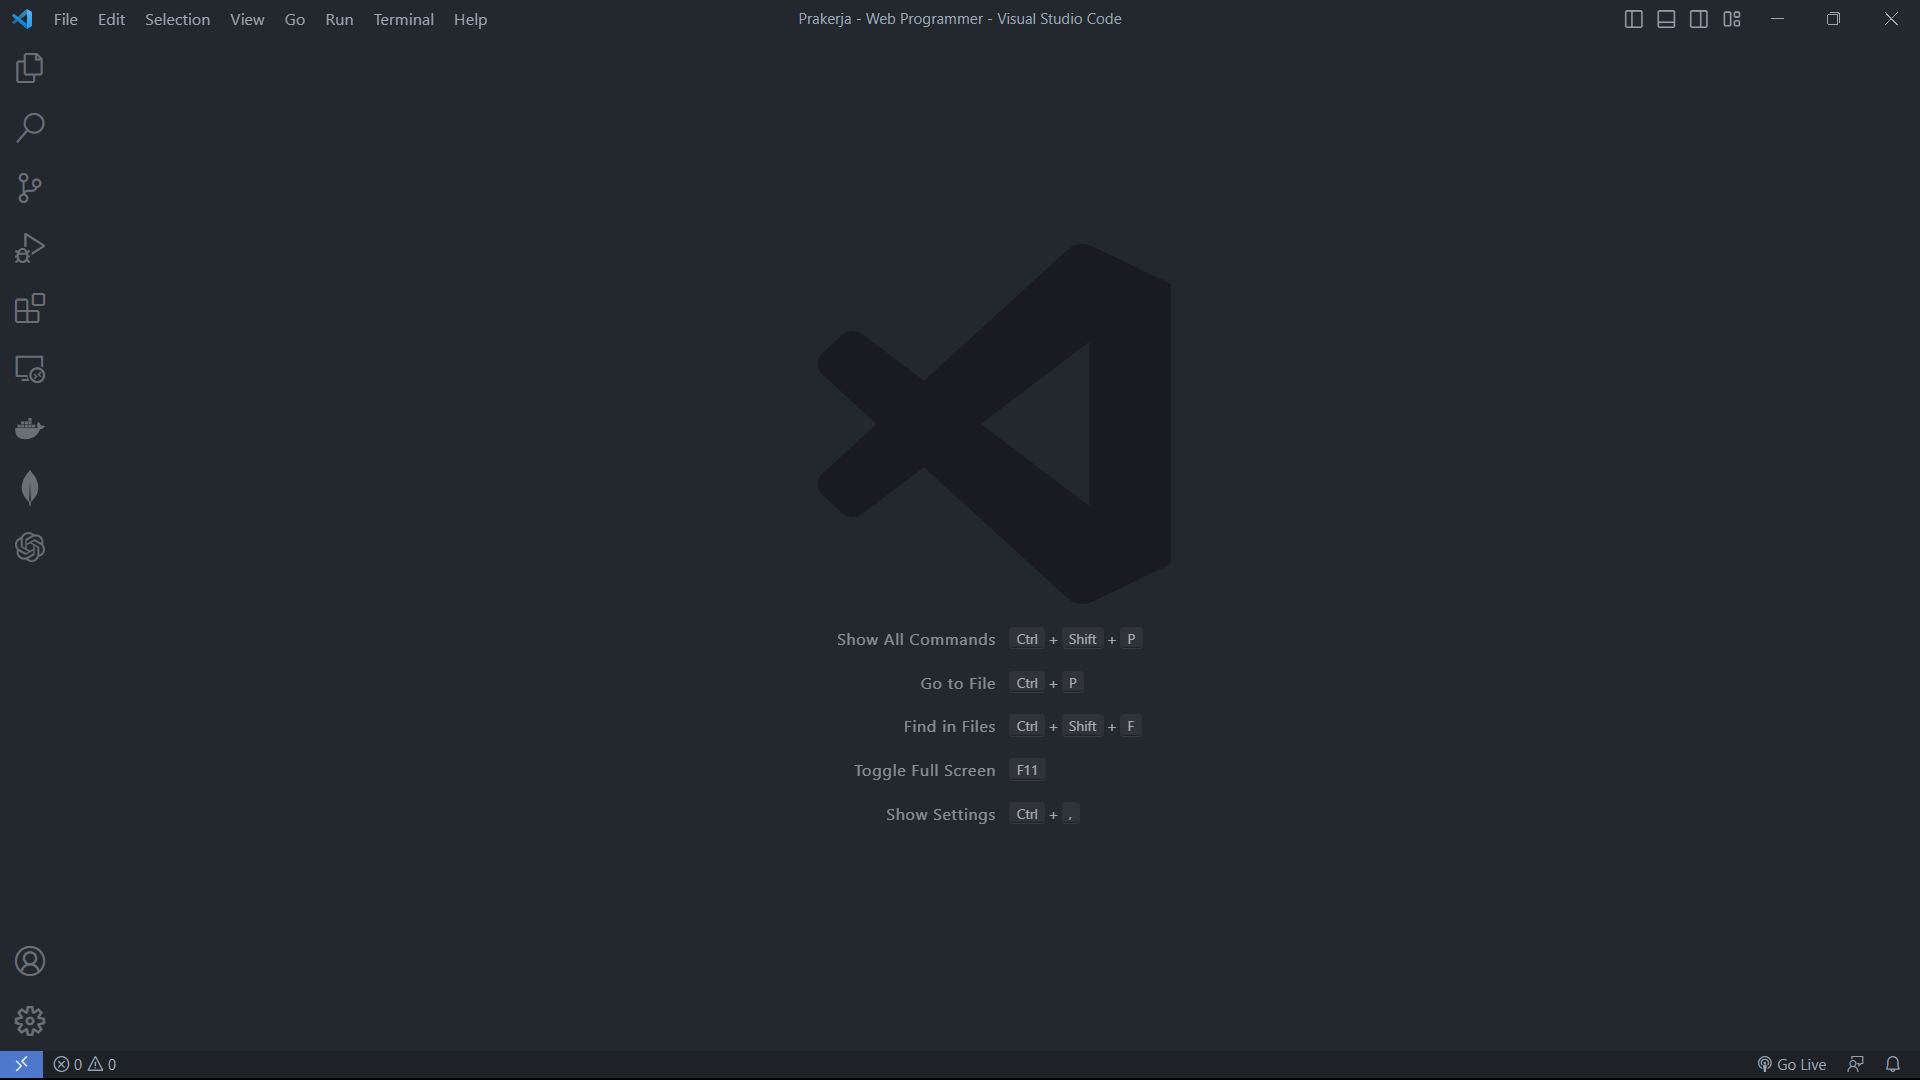 File Edit Selection View Go Run Terminal Help Prakerja - Web Programmer - Visual Studio Code
Show All Commands Ctrl + Shift + P
Go to File Ctrl + P
Find in Files Ctrl + Shift + F
Toggle Full Screen F11
Show Settings Ctrl + ,
0 0 Go Live